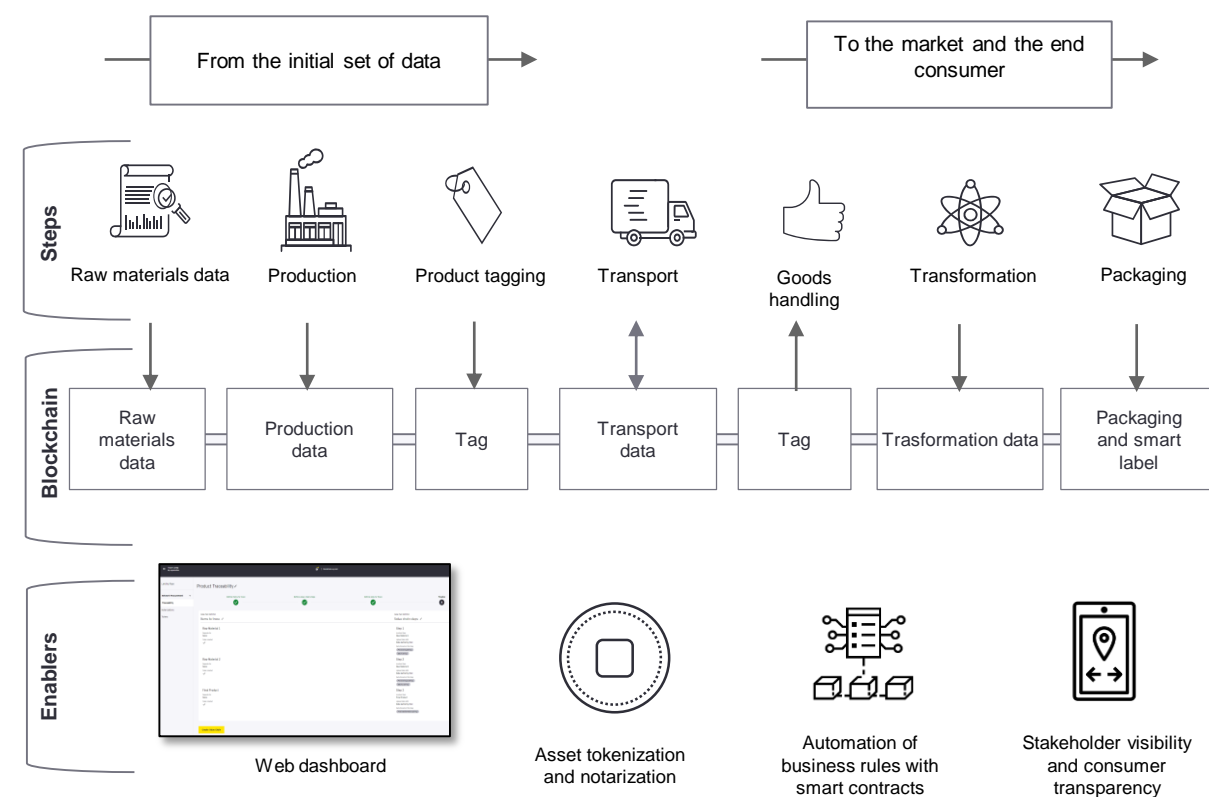 From the initial set of data
To the market and the end
consumer
Steps
Raw materials data
Production
Product tagging
Transport
Goods
handling
Transformation
Packaging
Blockchain
Raw
materials
data
Production
data
Tag
Transport
data
Tag
Trasformation data
Packaging
and smart
label
Enablers
Product Traceability
Web dashboard
Asset tokenization
and notarization
Automation of
business rules with
smart contracts
Stakeholder visibility
and consumer
transparency